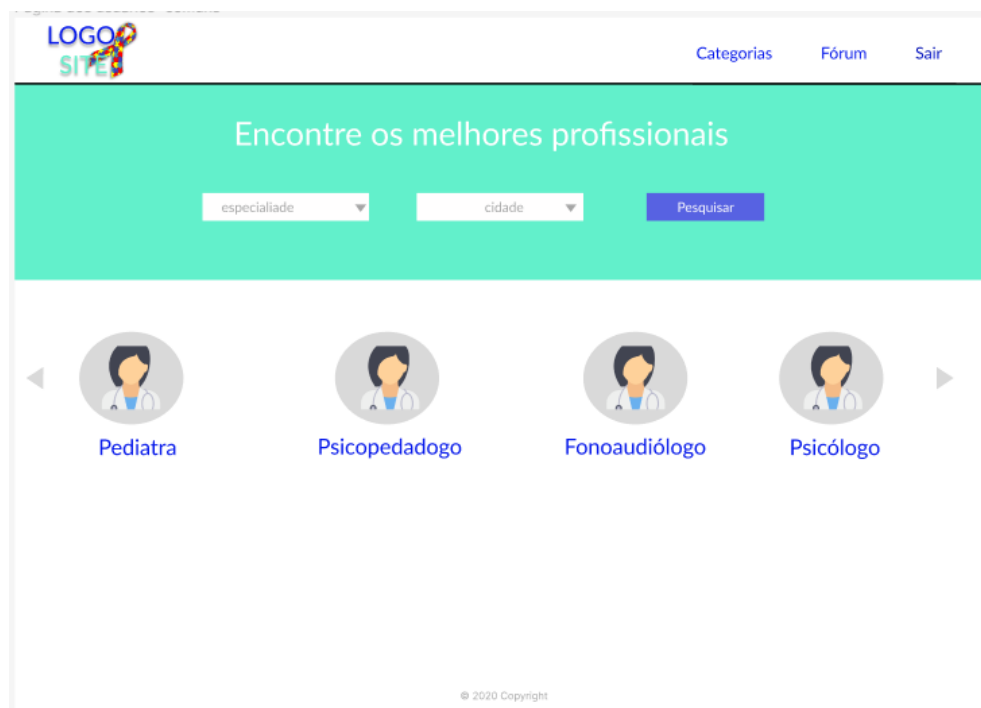 LOGO
SITE
Categorias Fórum Sair
Encontre os melhores profissionais
especialiade cidade Pesquisar
Pediatra Psicopedadogo Fonoaudiólogo Psicólogo
© 2020 Copyright